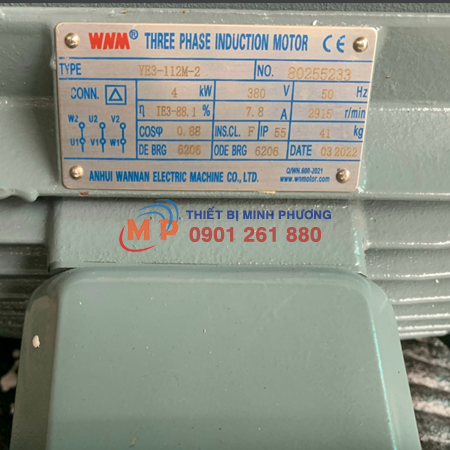 WNM® THREE PHASE INDUCTION MOTOR CE
TYPE YE3-112M-2 NO. 80255233
CONN. △ 4 kW 380 V 50 Hz
η IE3-88.1 % 7.8 A 2915 r/min
W2 U2 V2
U1 V1 W1
COSφ 0.88 INS.CL. F IP 55 41 kg
DE BRG 6206 ODE BRG 6206 DATE 03.2022
ANHUI WANNAN ELECTRIC MACHINE CO., LTD.
Q/WN.600-2021
www.wnmotor.com
MP THIẾT BỊ MINH PHƯƠNG
0901 261 880